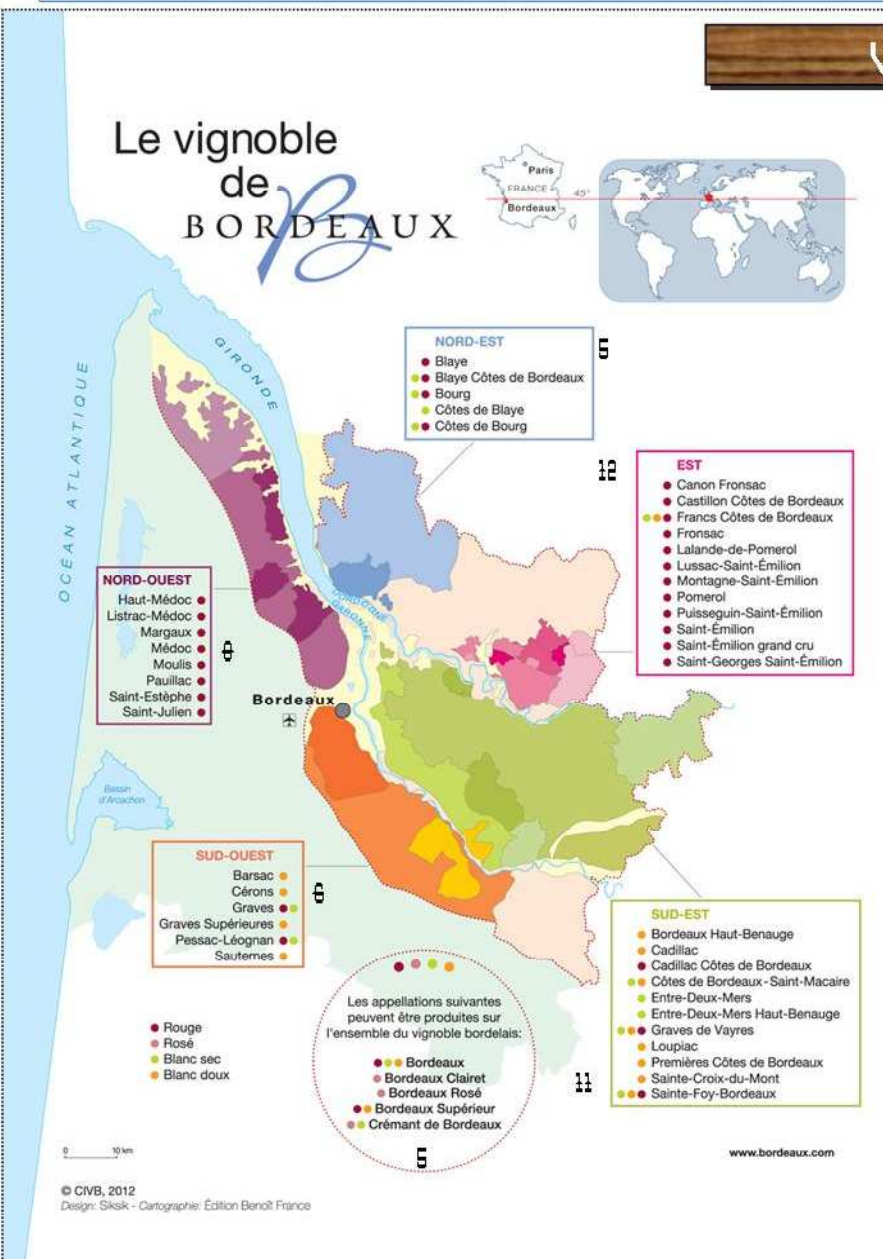 Le vignoble
de
BORDEAUX
Paris
FRANCE
45°
Bordeaux
OCÉAN ATLANTIQUE
GIRONDE
NORD-EST
5
Blaye
Blaye Côtes de Bordeaux
Bourg
Côtes de Blaye
Côtes de Bourg
12
EST
Canon Fronsac
Castillon Côtes de Bordeaux
Francs Côtes de Bordeaux
Fronsac
Lalande-de-Pomerol
Lussac-Saint-Émilion
Montagne-Saint-Émilion
Pomerol
Puisseguin-Saint-Émilion
Saint-Émilion
Saint-Émilion grand cru
Saint-Georges Saint-Émilion
NORD-OUEST
Haut-Médoc
Listrac-Médoc
Margaux
Médoc
Moulis
Pauillac
Saint-Estèphe
Saint-Julien
DORDOGNE
GARONNE
Bordeaux
Bassin
d'Arcachon
SUD-OUEST
Barsac
Cérons
Graves
Graves Supérieures
Pessac-Léognan
Sauternes
6
SUD-EST
Bordeaux Haut-Benauge
Cadillac
Cadillac Côtes de Bordeaux
Côtes de Bordeaux-Saint-Macaire
Entre-Deux-Mers
Entre-Deux-Mers Haut-Benauge
Graves de Vayres
Loupiac
Premières Côtes de Bordeaux
Sainte-Croix-du-Mont
Sainte-Foy-Bordeaux
11
Les appellations suivantes
peuvent être produites sur
l'ensemble du vignoble bordelais:
Bordeaux
Bordeaux Clairet
Bordeaux Rosé
Bordeaux Supérieur
Crémant de Bordeaux
5
Rouge
Rosé
Blanc sec
Blanc doux
0 10 km
www.bordeaux.com
© CIVB, 2012
Design: Siksik - Cartographie: Édition Benoît France